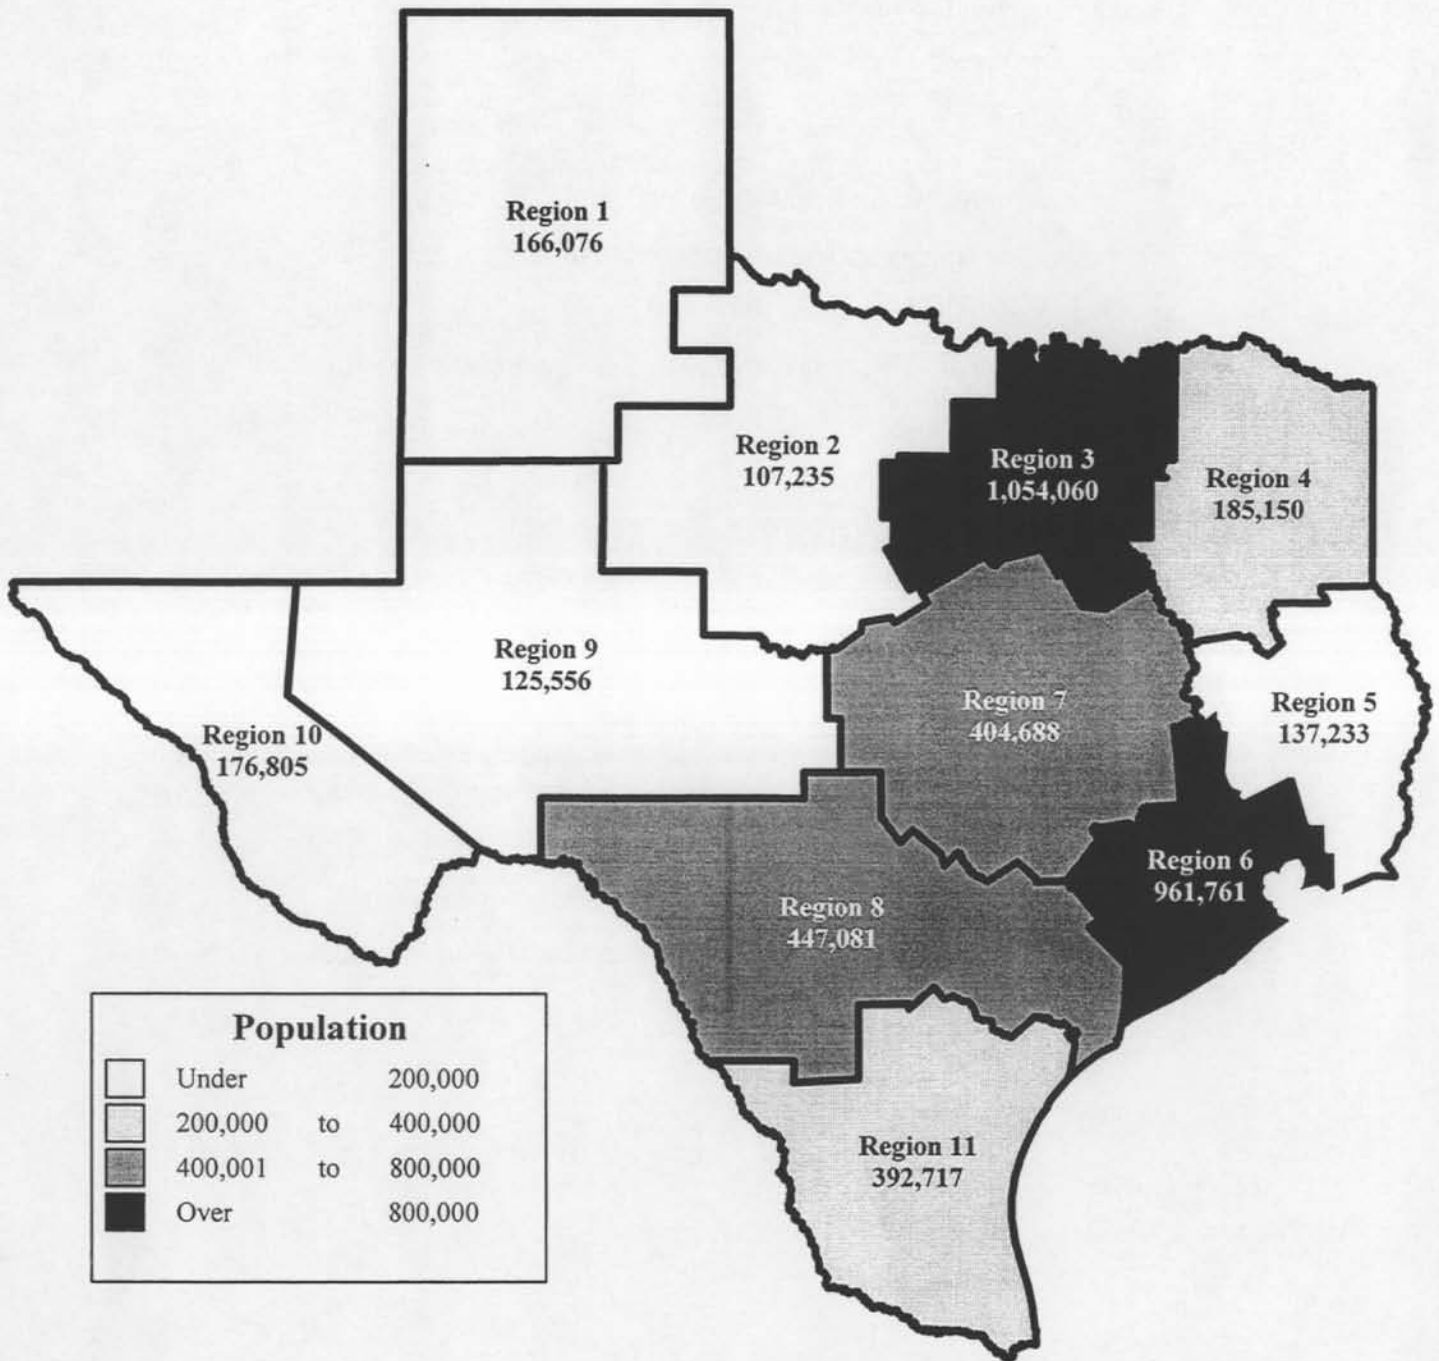 Region 1
166,076
Region 2
107,235
Region 3
1,054,060
Region 4
185,150
Region 9
125,556
Region 7
404,688
Region 5
137,233
Region 10
176,805
Region 6
961,761
Region 8
447,081
Region 11
392,717
Population
Under 200,000
200,000 to 400,000
400,001 to 800,000
Over 800,000